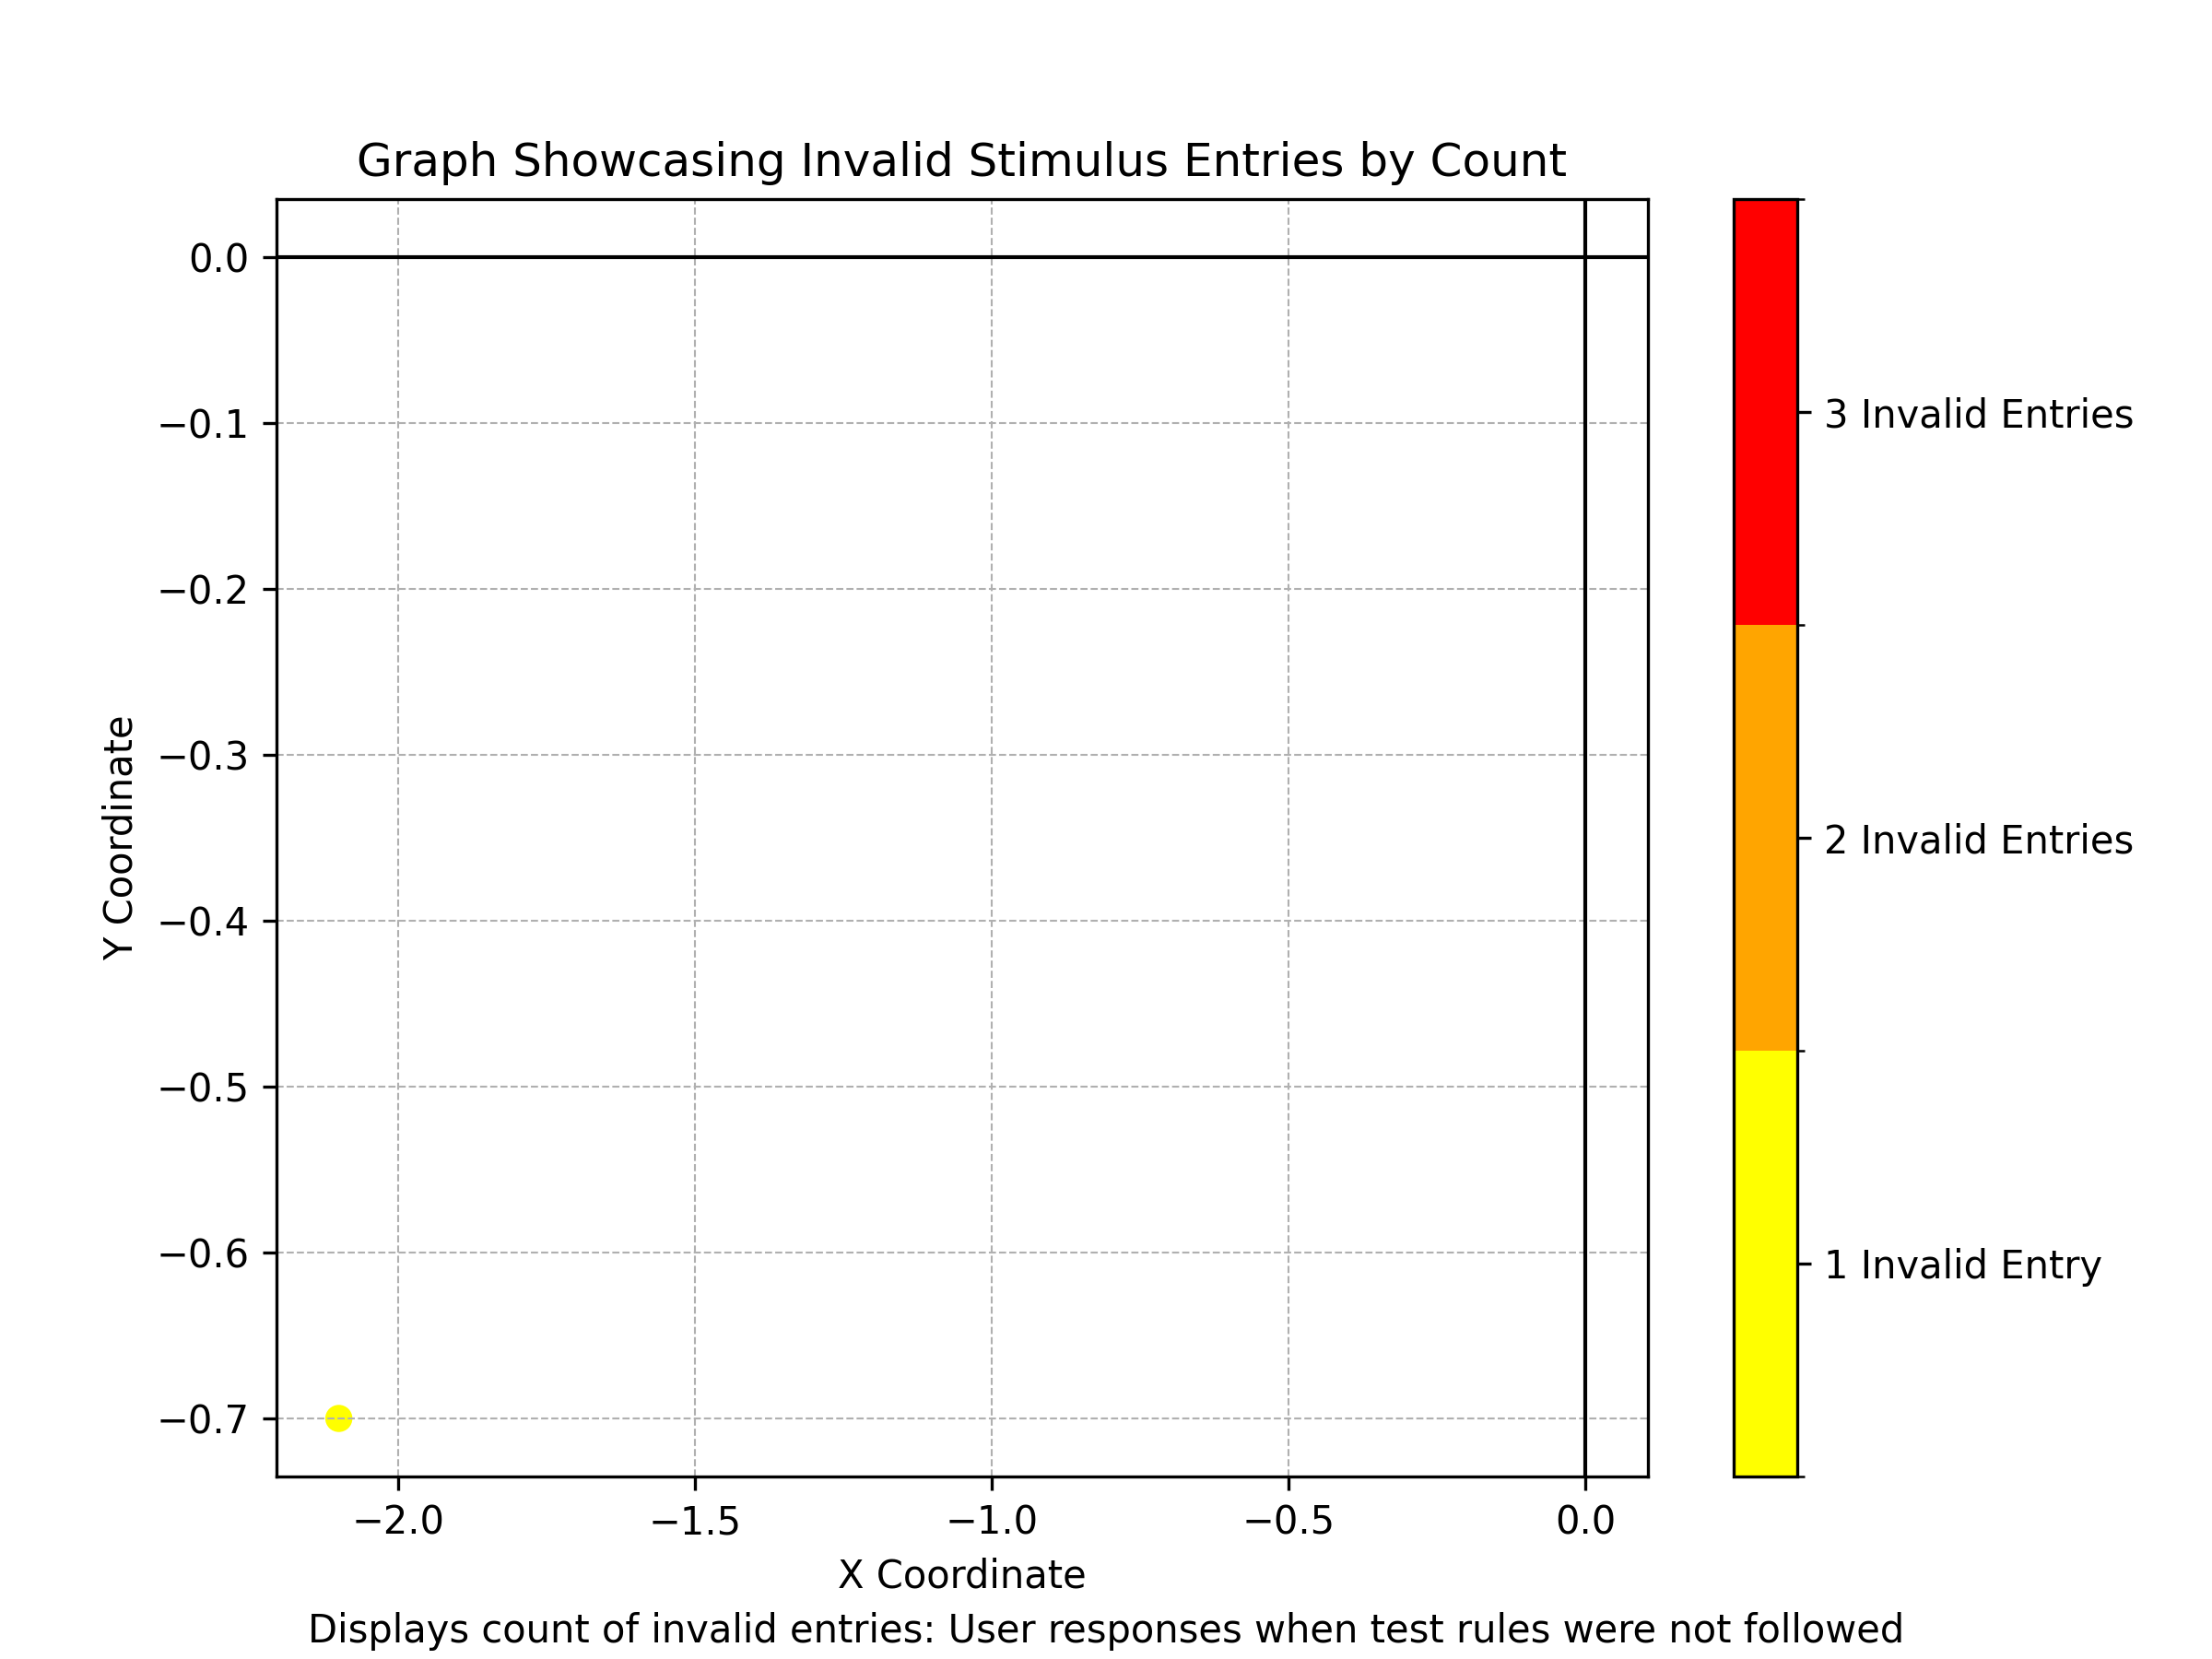 Graph Showcasing Invalid Stimulus Entries by Count
0.0
−0.1
−0.2
−0.3
−0.4
−0.5
−0.6
−0.7
Y Coordinate
−2.0
−1.5
−1.0
−0.5
0.0
X Coordinate
3 Invalid Entries
2 Invalid Entries
1 Invalid Entry
Displays count of invalid entries: User responses when test rules were not followed